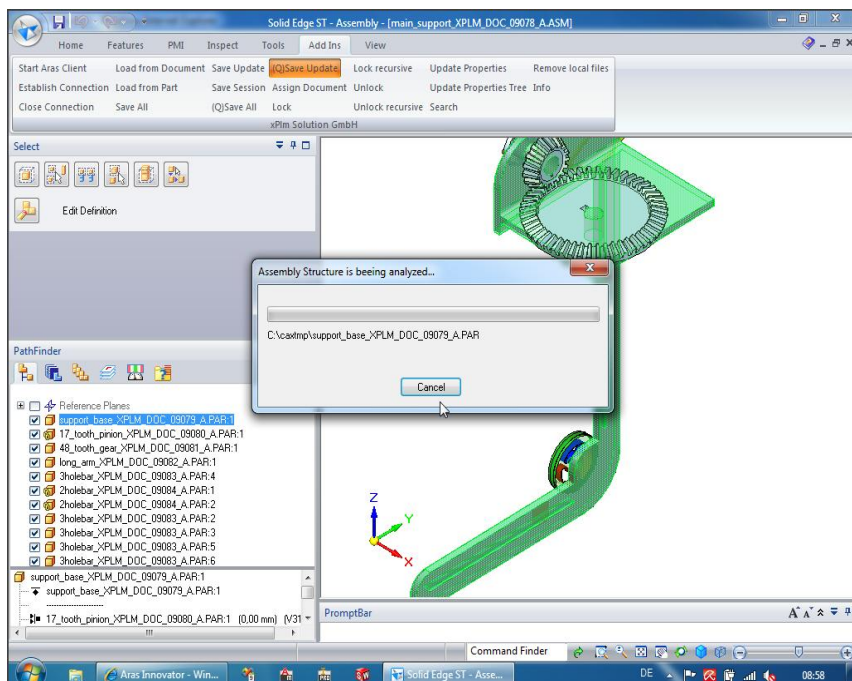 Solid Edge ST - Assembly - [main_support_XPLM_DOC_09078_A.ASM]
Home Features PMI Inspect Tools Add Ins View
Start Aras Client Load from Document Save Update (Q)Save Update Lock recursive Update Properties Remove local files
Establish Connection Load from Part Save Session Assign Document Unlock Update Properties Tree Info
Close Connection Save All (Q)Save All Lock Unlock recursive Search
xPlm Solution GmbH
Select
Edit Definition
Assembly Structure is beeing analyzed...
C:\caxtmp\support_base_XPLM_DOC_09079_A.PAR
Cancel
PathFinder
Reference Planes
support_base_XPLM_DOC_09079_A.PAR:1
17_tooth_pinion_XPLM_DOC_09080_A.PAR:1
48_tooth_gear_XPLM_DOC_09081_A.PAR:1
long_arm_XPLM_DOC_09082_A.PAR:1
3holebar_XPLM_DOC_09083_A.PAR:4
2holebar_XPLM_DOC_09084_A.PAR:1
2holebar_XPLM_DOC_09084_A.PAR:2
3holebar_XPLM_DOC_09083_A.PAR:2
3holebar_XPLM_DOC_09083_A.PAR:3
3holebar_XPLM_DOC_09083_A.PAR:5
3holebar_XPLM_DOC_09083_A.PAR:6
Z
Y
X
support_base_XPLM_DOC_09079_A.PAR:1
support_base_XPLM_DOC_09079_A.PAR:1
17_tooth_pinion_XPLM_DOC_09080_A.PAR:1 (0,00 mm) (V31
PromptBar
Command Finder
Aras Innovator - Win... Solid Edge ST - Asse... DE 08:58